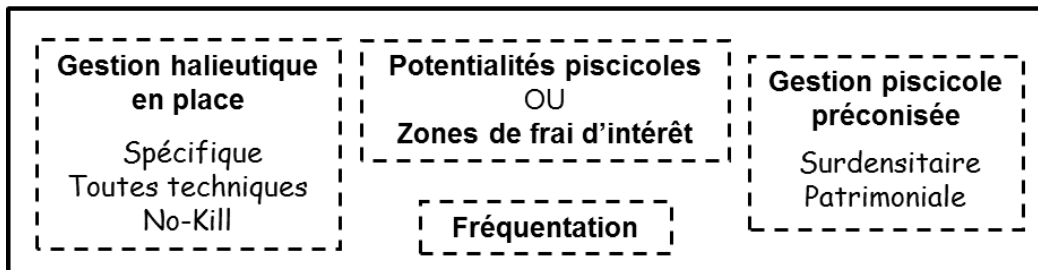 Gestion halieutique
en place
Spécifique
Toutes techniques
No-Kill
Potentialités piscicoles
OU
Zones de frai d'intérêt
Fréquentation
Gestion piscicole
préconisée
Surdensitaire
Patrimoniale